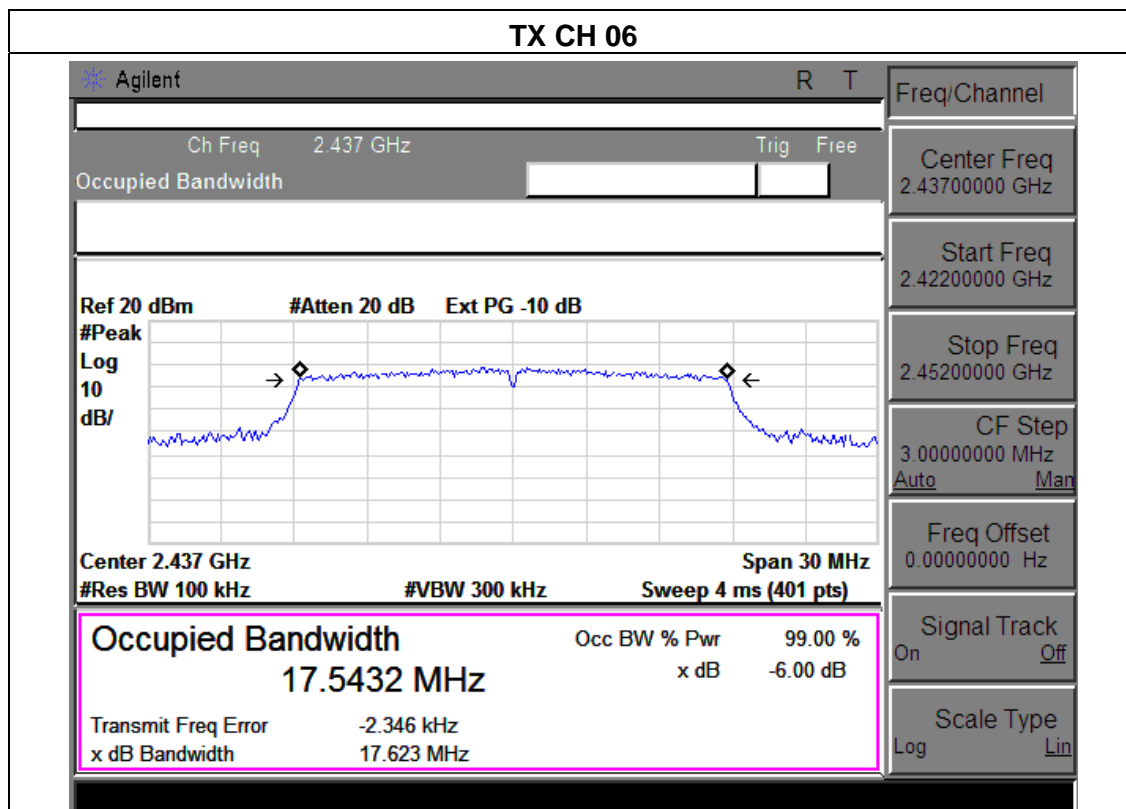 TX CH 06
Agilent R T
Freq/Channel
Ch Freq 2.437 GHz Trig Free
Occupied Bandwidth
Center Freq
2.43700000 GHz
Start Freq
2.42200000 GHz
Stop Freq
2.45200000 GHz
CF Step
3.00000000 MHz
Auto Man
Freq Offset
0.00000000 Hz
Signal Track
On Off
Scale Type
Log Lin
Ref 20 dBm #Atten 20 dB Ext PG -10 dB
#Peak
Log
10
dB/
Center 2.437 GHz Span 30 MHz
#Res BW 100 kHz #VBW 300 kHz Sweep 4 ms (401 pts)
Occupied Bandwidth Occ BW % Pwr 99.00 %
17.5432 MHz x dB -6.00 dB
Transmit Freq Error -2.346 kHz
x dB Bandwidth 17.623 MHz